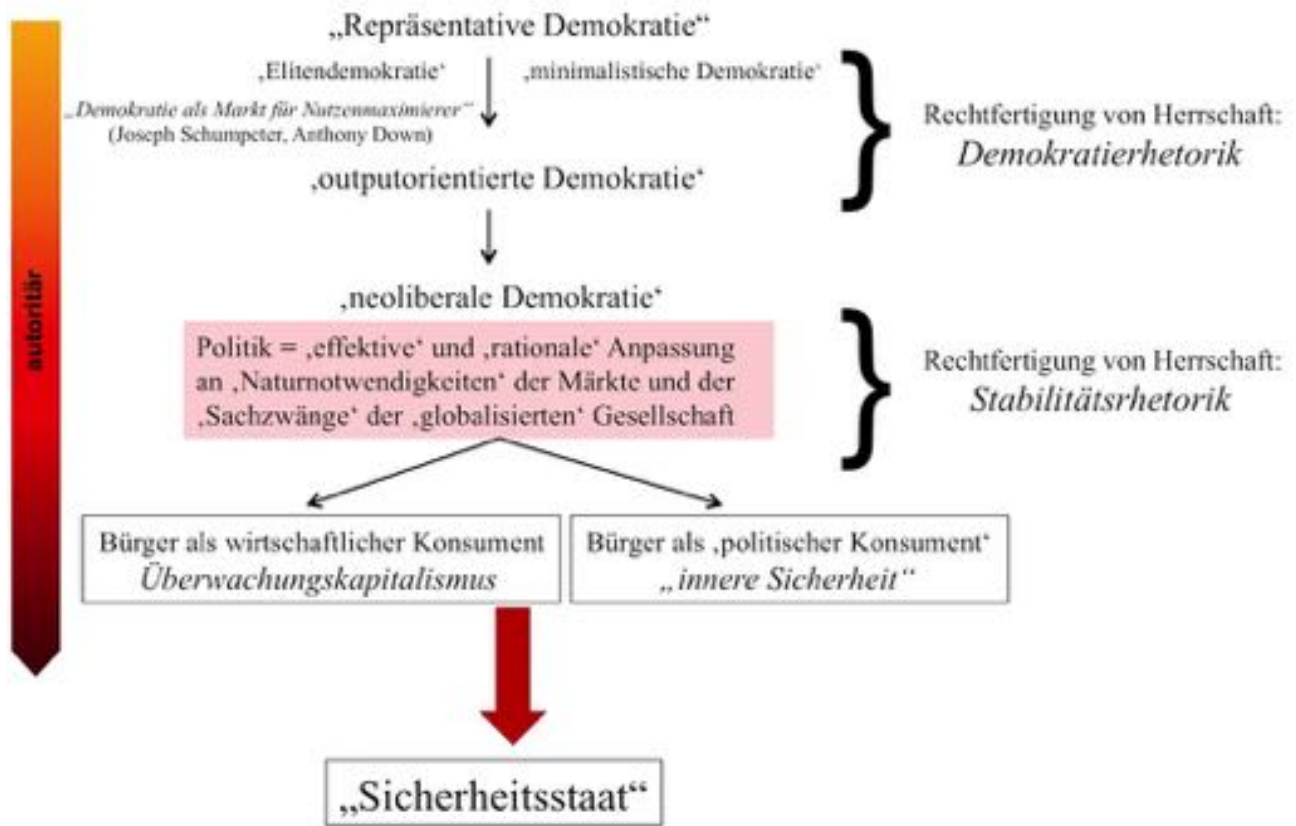 „Repräsentative Demokratie“
‚Elitendemokratie‘
‚minimalistische Demokratie‘
„Demokratie als Markt für Nutzenmaximierer“
(Joseph Schumpeter, Anthony Down)
‚outputorientierte Demokratie‘
Rechtfertigung von Herrschaft:
Demokratierhetorik
autoritär
‚neoliberale Demokratie‘
Politik = ‚effektive‘ und ‚rationale‘ Anpassung
an ‚Naturnotwendigkeiten‘ der Märkte und der
‚Sachzwänge‘ der ‚globalisierten‘ Gesellschaft
Rechtfertigung von Herrschaft:
Stabilitätsrhetorik
Bürger als wirtschaftlicher Konsument
Überwachungskapitalismus
Bürger als ‚politischer Konsument‘
„innere Sicherheit“
„Sicherheitsstaat“